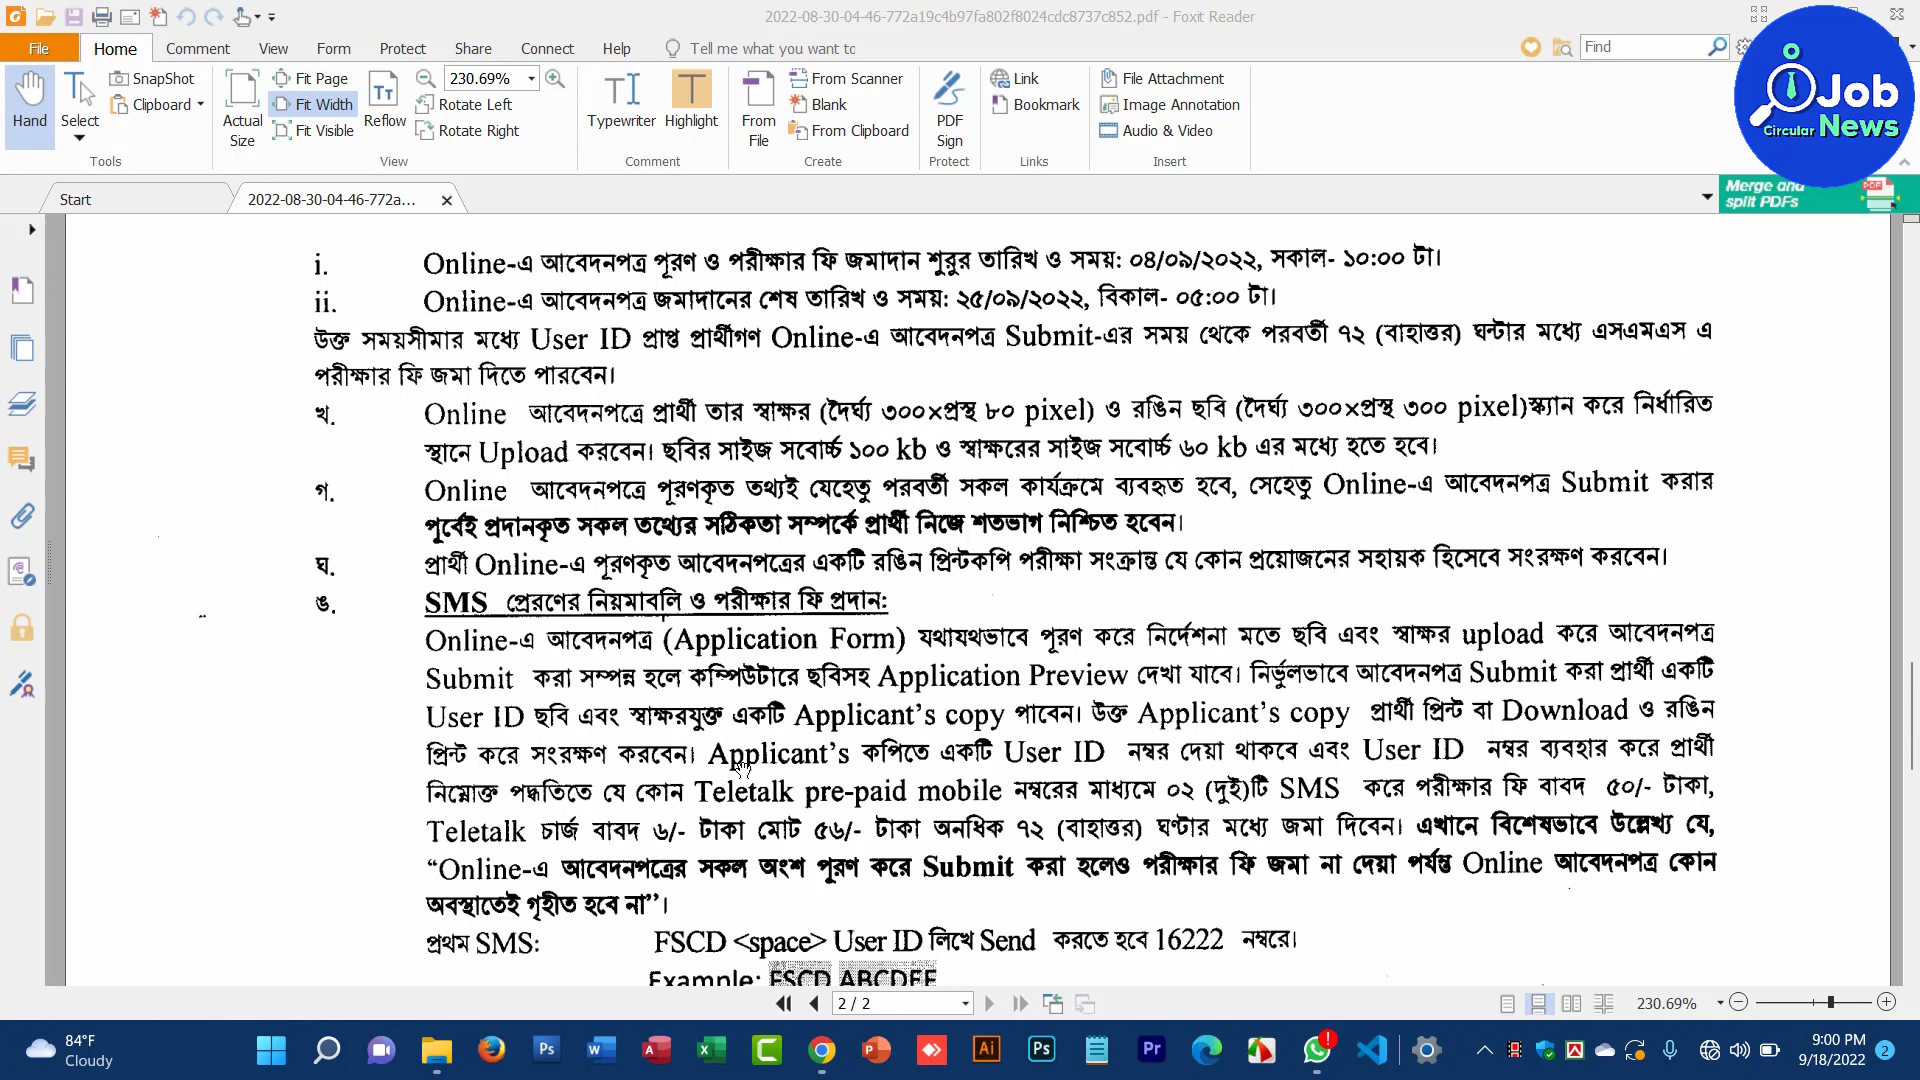 2022-08-30-04-46-772a19c4b97fa802f8024cdc8737c852.pdf - Foxit Reader
File Home Comment View Form Protect Share Connect Help Tell me what you want to
Find
Hand
Select
SnapShot
Clipboard
Tools
Actual Size
Fit Page
Fit Width
Fit Visible
Reflow
230.69%
Rotate Left
Rotate Right
View
Typewriter
Highlight
Comment
From File
From Scanner
Blank
From Clipboard
Create
PDF Sign
Protect
Link
Bookmark
Links
File Attachment
Image Annotation
Audio & Video
Insert
Job
Circular News
Start
2022-08-30-04-46-772a...
Merge and split PDFs
i. Online-এ আবেদনপত্র পূরণ ও পরীক্ষার ফি জমাদান শুরুর তারিখ ও সময়: ০৪/০৯/২০২২, সকাল- ১০:০০ টা।
ii. Online-এ আবেদনপত্র জমাদানের শেষ তারিখ ও সময়: ২৫/০৯/২০২২, বিকাল- ০৫:০০ টা।
উক্ত সময়সীমার মধ্যে User ID প্রাপ্ত প্রার্থীগণ Online-এ আবেদনপত্র Submit-এর সময় থেকে পরবর্তী ৭২ (বাহাত্তর) ঘন্টার মধ্যে এসএমএস এ
পরীক্ষার ফি জমা দিতে পারবেন।
খ. Online আবেদনপত্রে প্রার্থী তার স্বাক্ষর (দৈর্ঘ্য ৩০০×প্রস্থ ৮০ pixel) ও রঙিন ছবি (দৈর্ঘ্য ৩০০×প্রস্থ ৩০০ pixel)স্ক্যান করে নির্ধারিত
স্থানে Upload করবেন। ছবির সাইজ সবোর্চ্চ ১০০ kb ও স্বাক্ষরের সাইজ সবোর্চ্চ ৬০ kb এর মধ্যে হতে হবে।
গ. Online আবেদনপত্রে পূরণকৃত তথ্যই যেহেতু পরবর্তী সকল কার্যক্রমে ব্যবহৃত হবে, সেহেতু Online-এ আবেদনপত্র Submit করার
পূর্বেই প্রদানকৃত সকল তথ্যের সঠিকতা সম্পর্কে প্রার্থী নিজে শতভাগ নিশ্চিত হবেন।
ঘ. প্রার্থী Online-এ পূরণকৃত আবেদনপত্রের একটি রঙিন প্রিন্টকপি পরীক্ষা সংক্রান্ত যে কোন প্রয়োজনের সহায়ক হিসেবে সংরক্ষণ করবেন।
ঙ. SMS প্রেরণের নিয়মাবলি ও পরীক্ষার ফি প্রদান:
Online-এ আবেদনপত্র (Application Form) যথাযথভাবে পূরণ করে নির্দেশনা মতে ছবি এবং স্বাক্ষর upload করে আবেদনপত্র
Submit করা সম্পন্ন হলে কম্পিউটারে ছবিসহ Application Preview দেখা যাবে। নির্ভুলভাবে আবেদনপত্র Submit করা প্রার্থী একটি
User ID ছবি এবং স্বাক্ষরযুক্ত একটি Applicant's copy পাবেন। উক্ত Applicant's copy প্রার্থী প্রিন্ট বা Download ও রঙিন
প্রিন্ট করে সংরক্ষণ করবেন। Applicant's কপিতে একটি User ID নম্বর দেয়া থাকবে এবং User ID নম্বর ব্যবহার করে প্রার্থী
নিম্নোক্ত পদ্ধতিতে যে কোন Teletalk pre-paid mobile নম্বরের মাধ্যমে ০২ (দুই)টি SMS করে পরীক্ষার ফি বাবদ ৫০/- টাকা,
Teletalk চার্জ বাবদ ৬/- টাকা মোট ৫৬/- টাকা অনধিক ৭২ (বাহাত্তর) ঘণ্টার মধ্যে জমা দিবেন। এখানে বিশেষভাবে উল্লেখ্য যে,
“Online-এ আবেদনপত্রের সকল অংশ পূরণ করে Submit করা হলেও পরীক্ষার ফি জমা না দেয়া পর্যন্ত Online আবেদনপত্র কোন
অবস্থাতেই গৃহীত হবে না”।
প্রথম SMS: FSCD <space> User ID লিখে Send করতে হবে 16222 নম্বরে।
Example: FSCD ABCDEF
2 / 2
230.69%
84°F
Cloudy
9:00 PM
9/18/2022
2